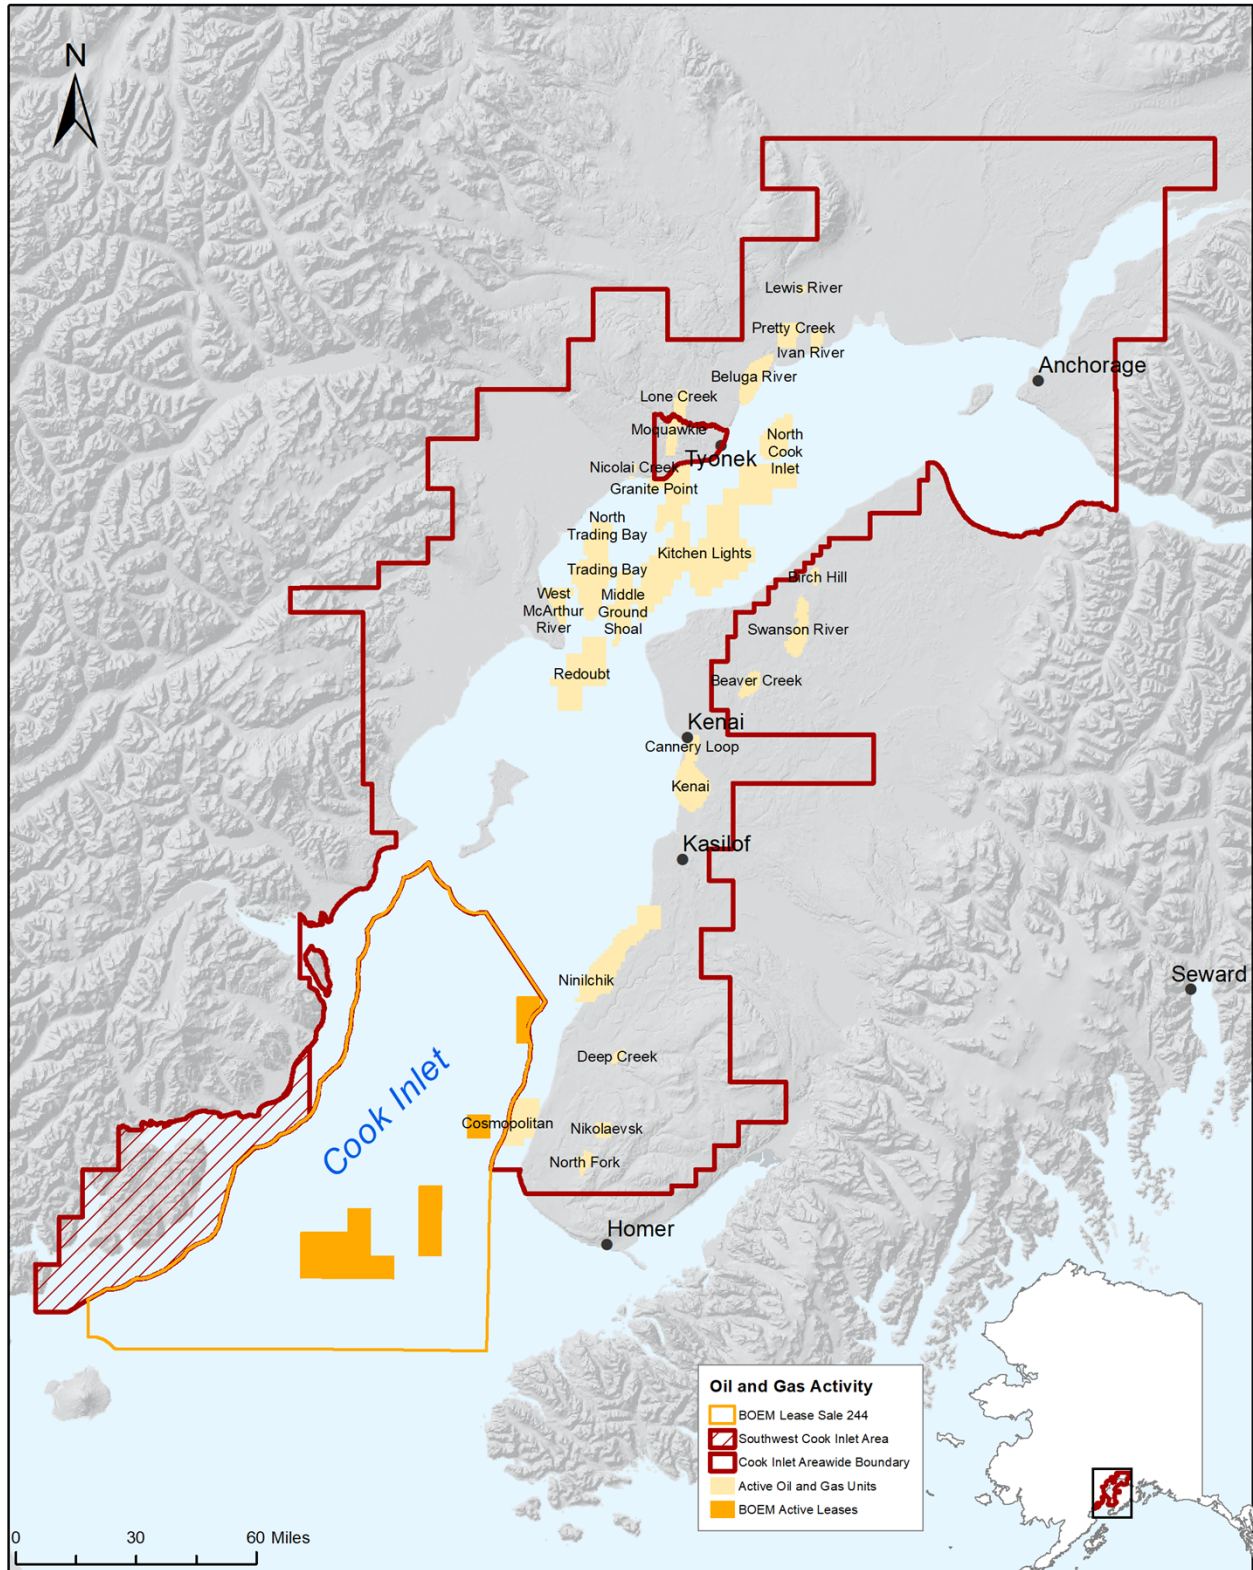 N
Lewis River
Pretty Creek
Ivan River
Beluga River
Anchorage
Lone Creek
Moquawkie
Tyonek
North
Cook
Inlet
Nicolai Creek
Granite Point
North
Trading Bay
Kitchen Lights
Trading Bay
Birch Hill
West
McArthur
River
Middle
Ground
Shoal
Swanson River
Redoubt
Beaver Creek
Kenai
Cannery Loop
Kenai
Kasilof
Ninilchik
Seward
Deep Creek
Cook Inlet
Cosmopolitan
Nikolaevsk
North Fork
Homer
Oil and Gas Activity
BOEM Lease Sale 244
Southwest Cook Inlet Area
Cook Inlet Areawide Boundary
Active Oil and Gas Units
BOEM Active Leases
0 30 60 Miles